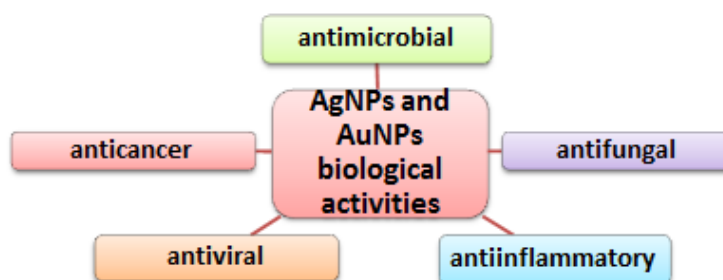 antimicrobial
AgNPs and
AuNPs
biological
activities
anticancer
antifungal
antiviral
antiinflammatory